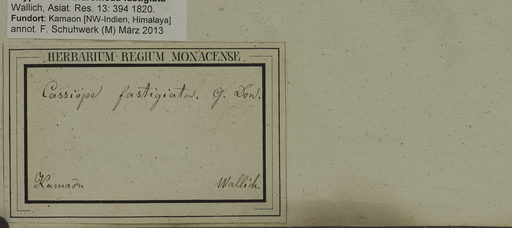 Wallich, Asiat. Res. 13: 394 1820.
Fundort: Kamaon [NW-Indien, Himalaya]
annot. F. Schuhwerk (M) März 2013
HERBARIUM REGIUM MONACENSE.
Cassiope fastigiata. G. Don.
Kamaon Wallich